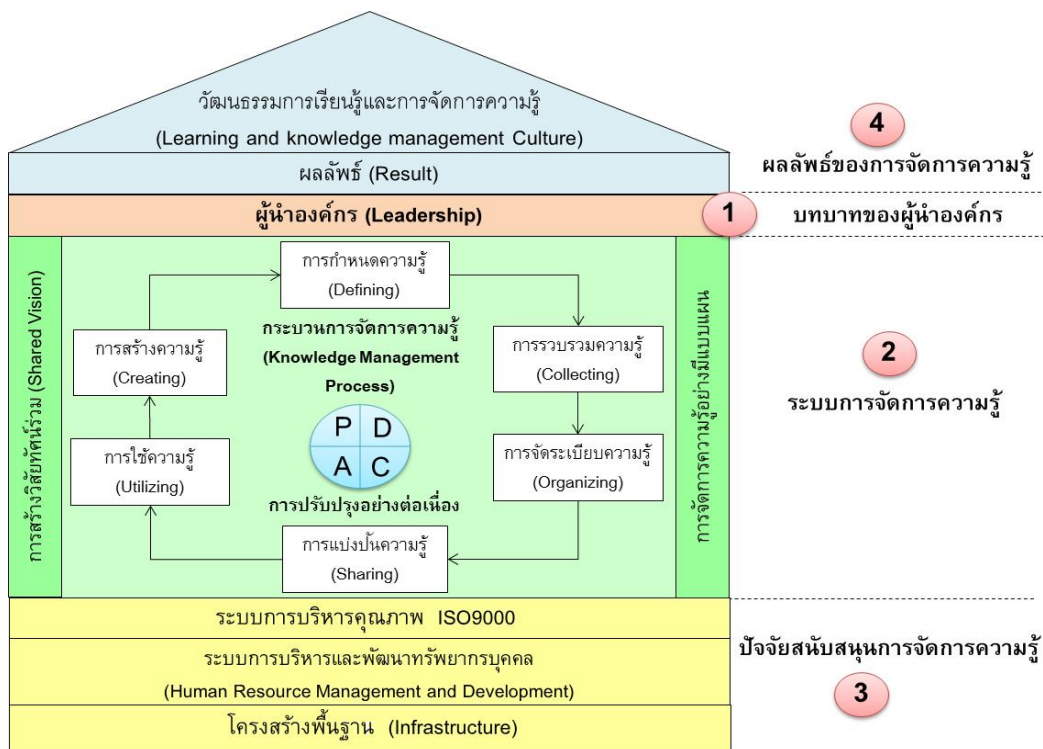 วัฒนธรรมการเรียนรู้และการจัดการความรู้
(Learning and knowledge management Culture)
ผลลัพธ์ (Result)
4
ผลลัพธ์ของการจัดการความรู้
ผู้นำองค์กร (Leadership)
1
บทบาทของผู้นำองค์กร
การสร้างวิสัยทัศน์ร่วม (Shared Vision)
การกำหนดความรู้
(Defining)
กระบวนการจัดการความรู้
(Knowledge Management
Process)
การสร้างความรู้
(Creating)
การรวบรวมความรู้
(Collecting)
P D
A C
การใช้ความรู้
(Utilizing)
การจัดระเบียบความรู้
(Organizing)
การปรับปรุงอย่างต่อเนื่อง
การแบ่งปันความรู้
(Sharing)
การจัดการความรู้อย่างมีแบบแผน
2
ระบบการจัดการความรู้
ระบบการบริหารคุณภาพ ISO9000
ระบบการบริหารและพัฒนาทรัพยากรบุคคล
(Human Resource Management and Development)
โครงสร้างพื้นฐาน (Infrastructure)
ปัจจัยสนับสนุนการจัดการความรู้
3